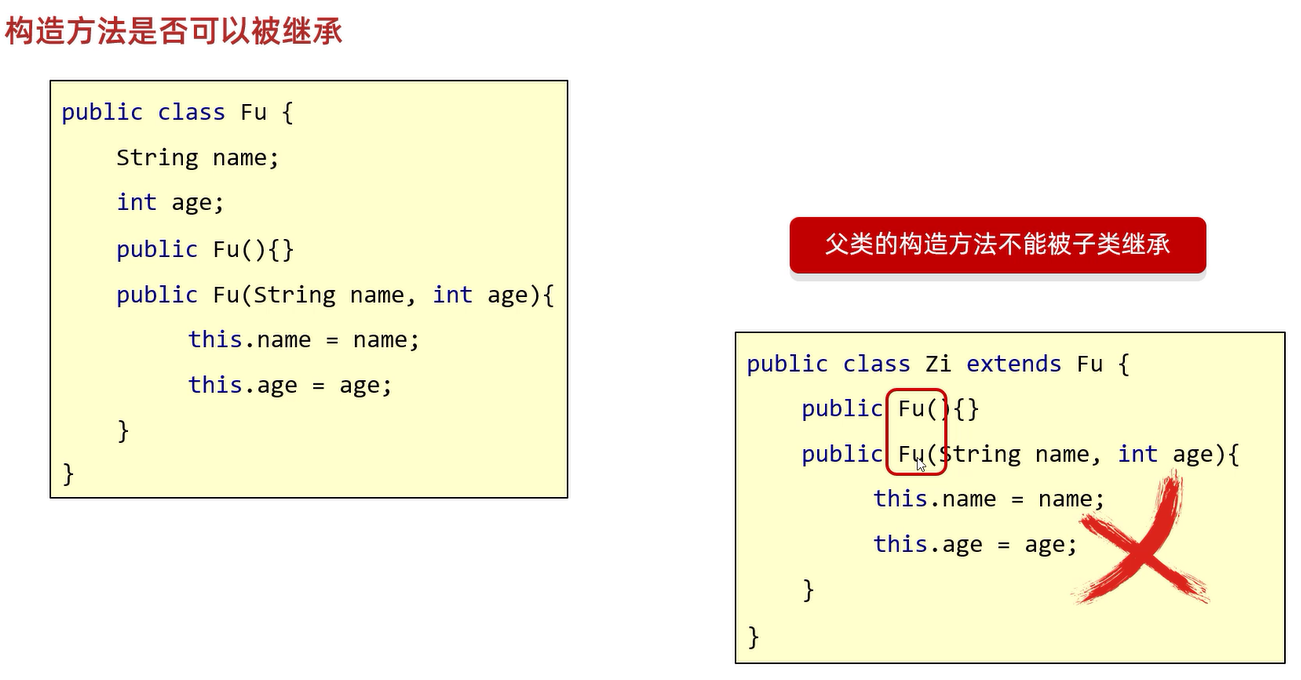 构造方法是否可以被继承
public class Fu {
String name;
int age;
public Fu(){}
public Fu(String name, int age){
this.name = name;
this.age = age;
}
}
父类的构造方法不能被子类继承
public class Zi extends Fu {
public Fu(){}
public Fu(String name, int age){
this.name = name;
this.age = age;
}
}